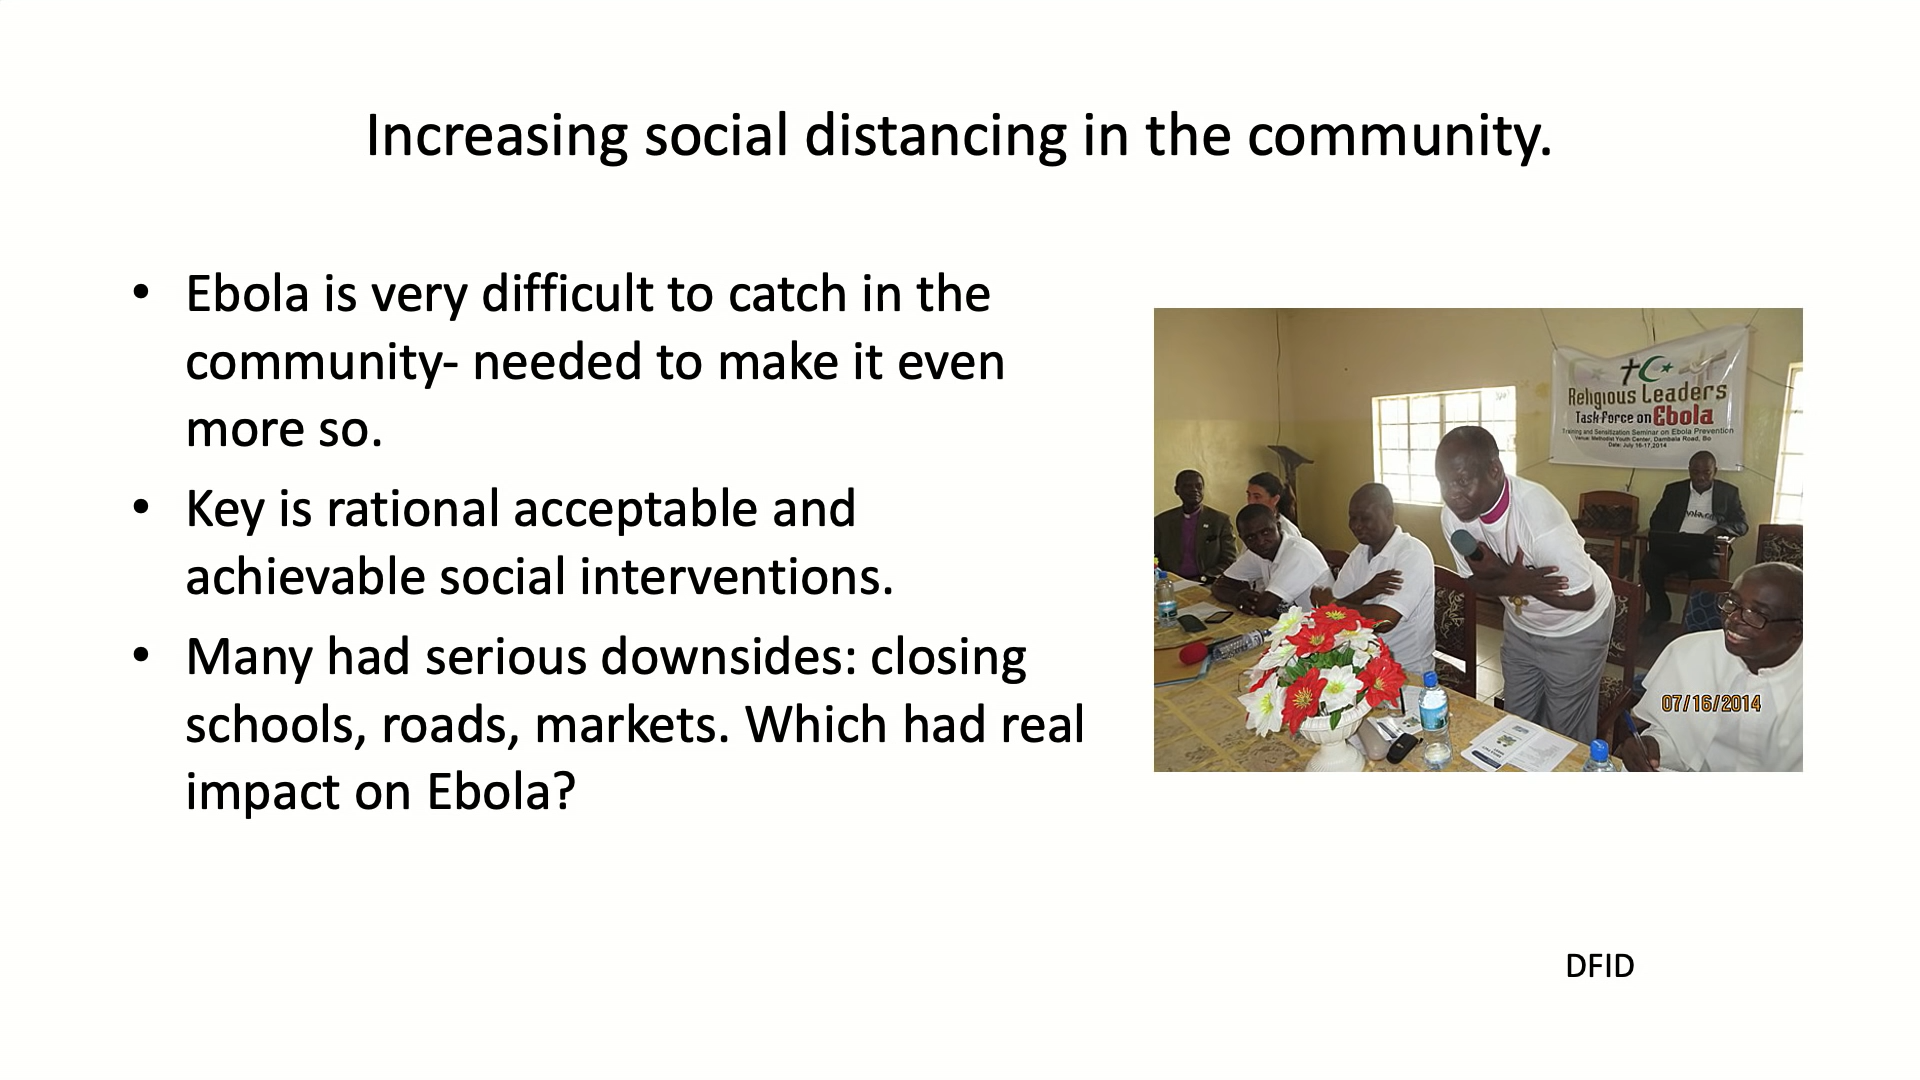 Increasing social distancing in the community.
• Ebola is very difficult to catch in the
community- needed to make it even
more so.
• Key is rational acceptable and
achievable social interventions.
• Many had serious downsides: closing
schools, roads, markets. Which had real
impact on Ebola?
Religious Leaders
Task Force on Ebola
Training and Sensitization Seminar on Ebola Prevention
Venue: Methodist Youth Center, Dambala Road, Bo
Date: July 16-17,2014
07/16/2014
DFID